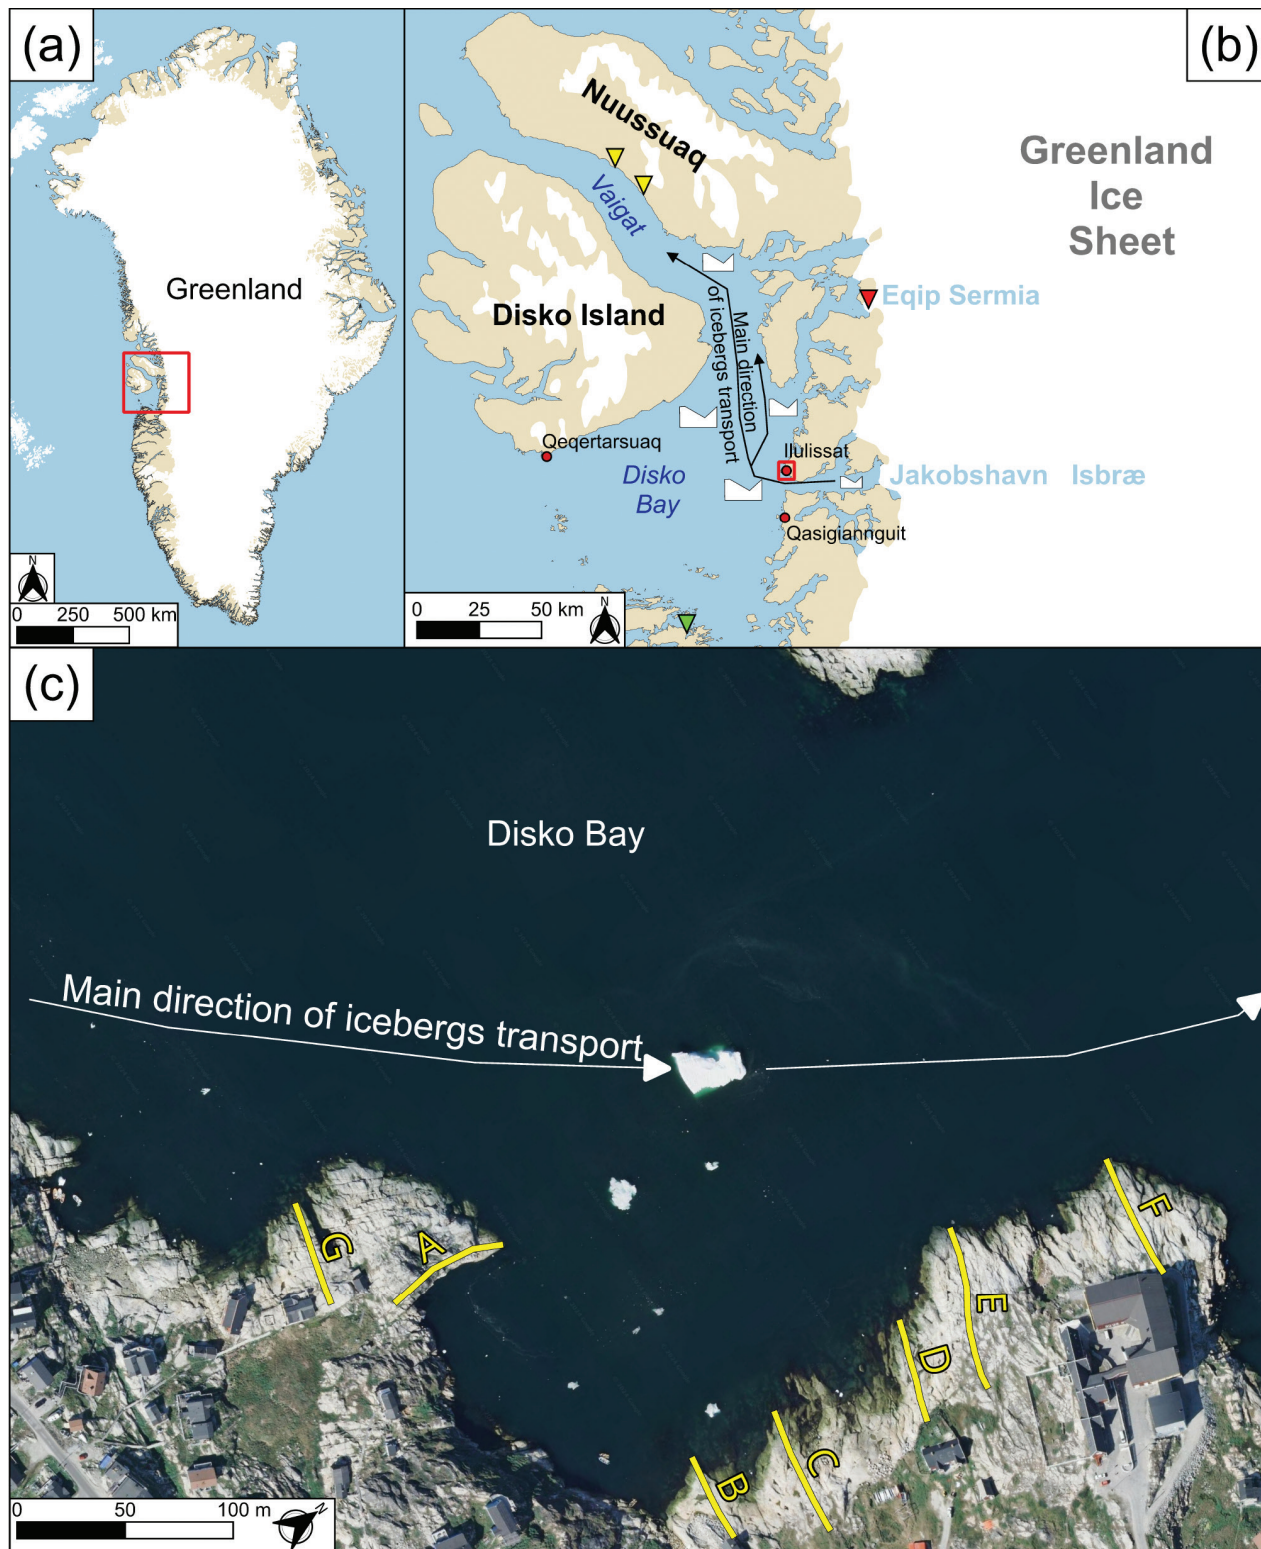 (a)
Greenland
N
0 250 500 km
(b)
Nuussuaq
Vaigat
Greenland
Ice
Sheet
Eqip Sermia
Disko Island
Main direction
of icebergs transport
Qeqertarsuaq
Ilulissat
Disko
Bay
Jakobshavn Isbræ
Qasigiannguit
0 25 50 km
N
(c)
Disko Bay
Main direction of icebergs transport
G
A
F
E
D
C
B
0 50 100 m
N